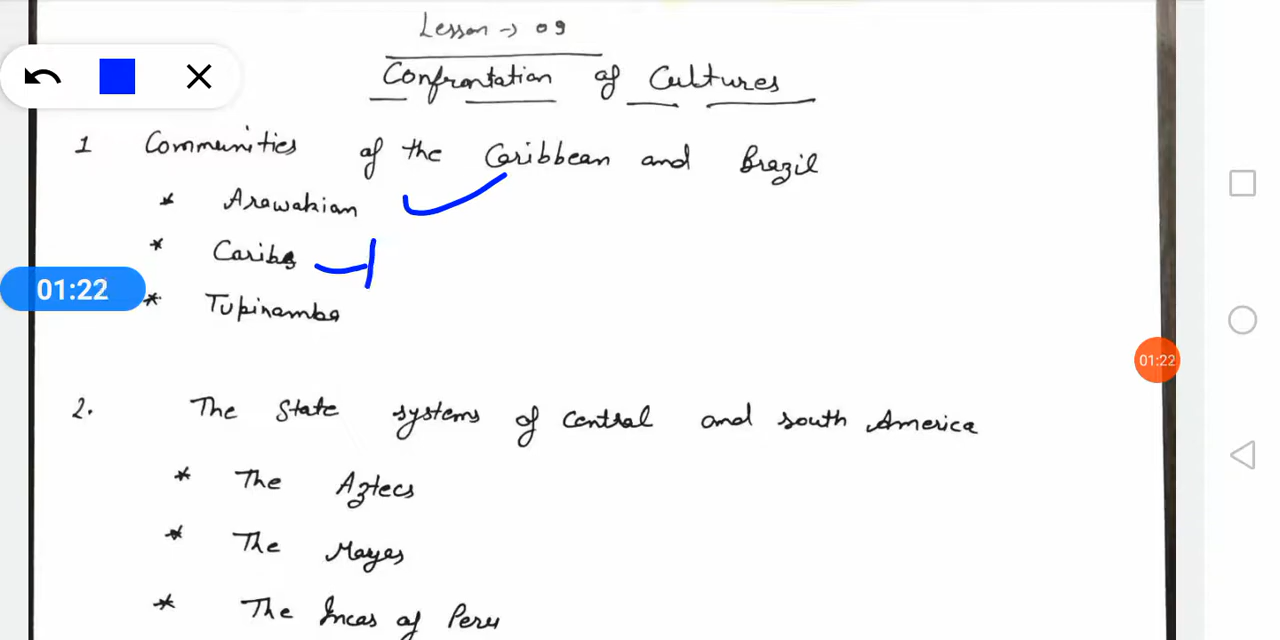 Lesson → 09
Confrontation of Cultures
1 Communities of the Caribbean and Brazil
* Arawakian
* Caribs
01:22
* Tupinamba
01:22
2. The State systems of Central and south America
* The Aztecs
* The Mayas
* The Incas of Peru